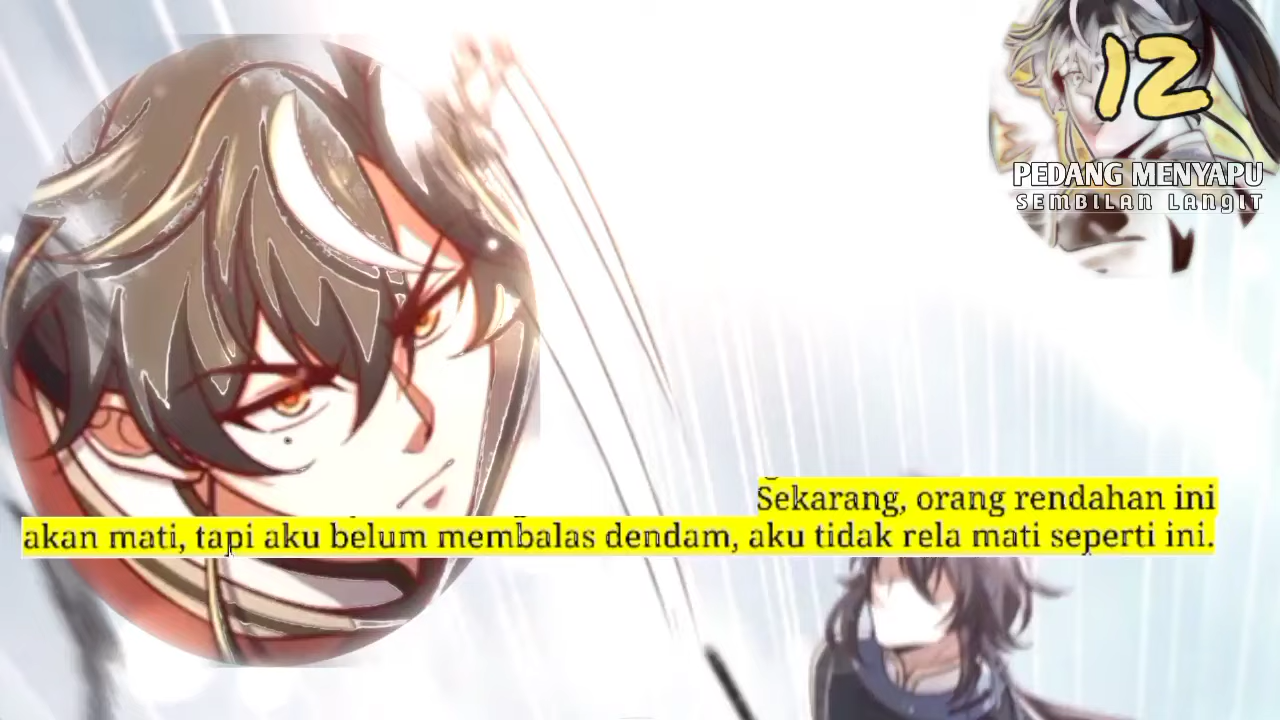 12
PEDANG MENYAPU
SEMBILAN LANGIT
Sekarang, orang rendahan ini
akan mati, tapi aku belum membalas dendam, aku tidak rela mati seperti ini.